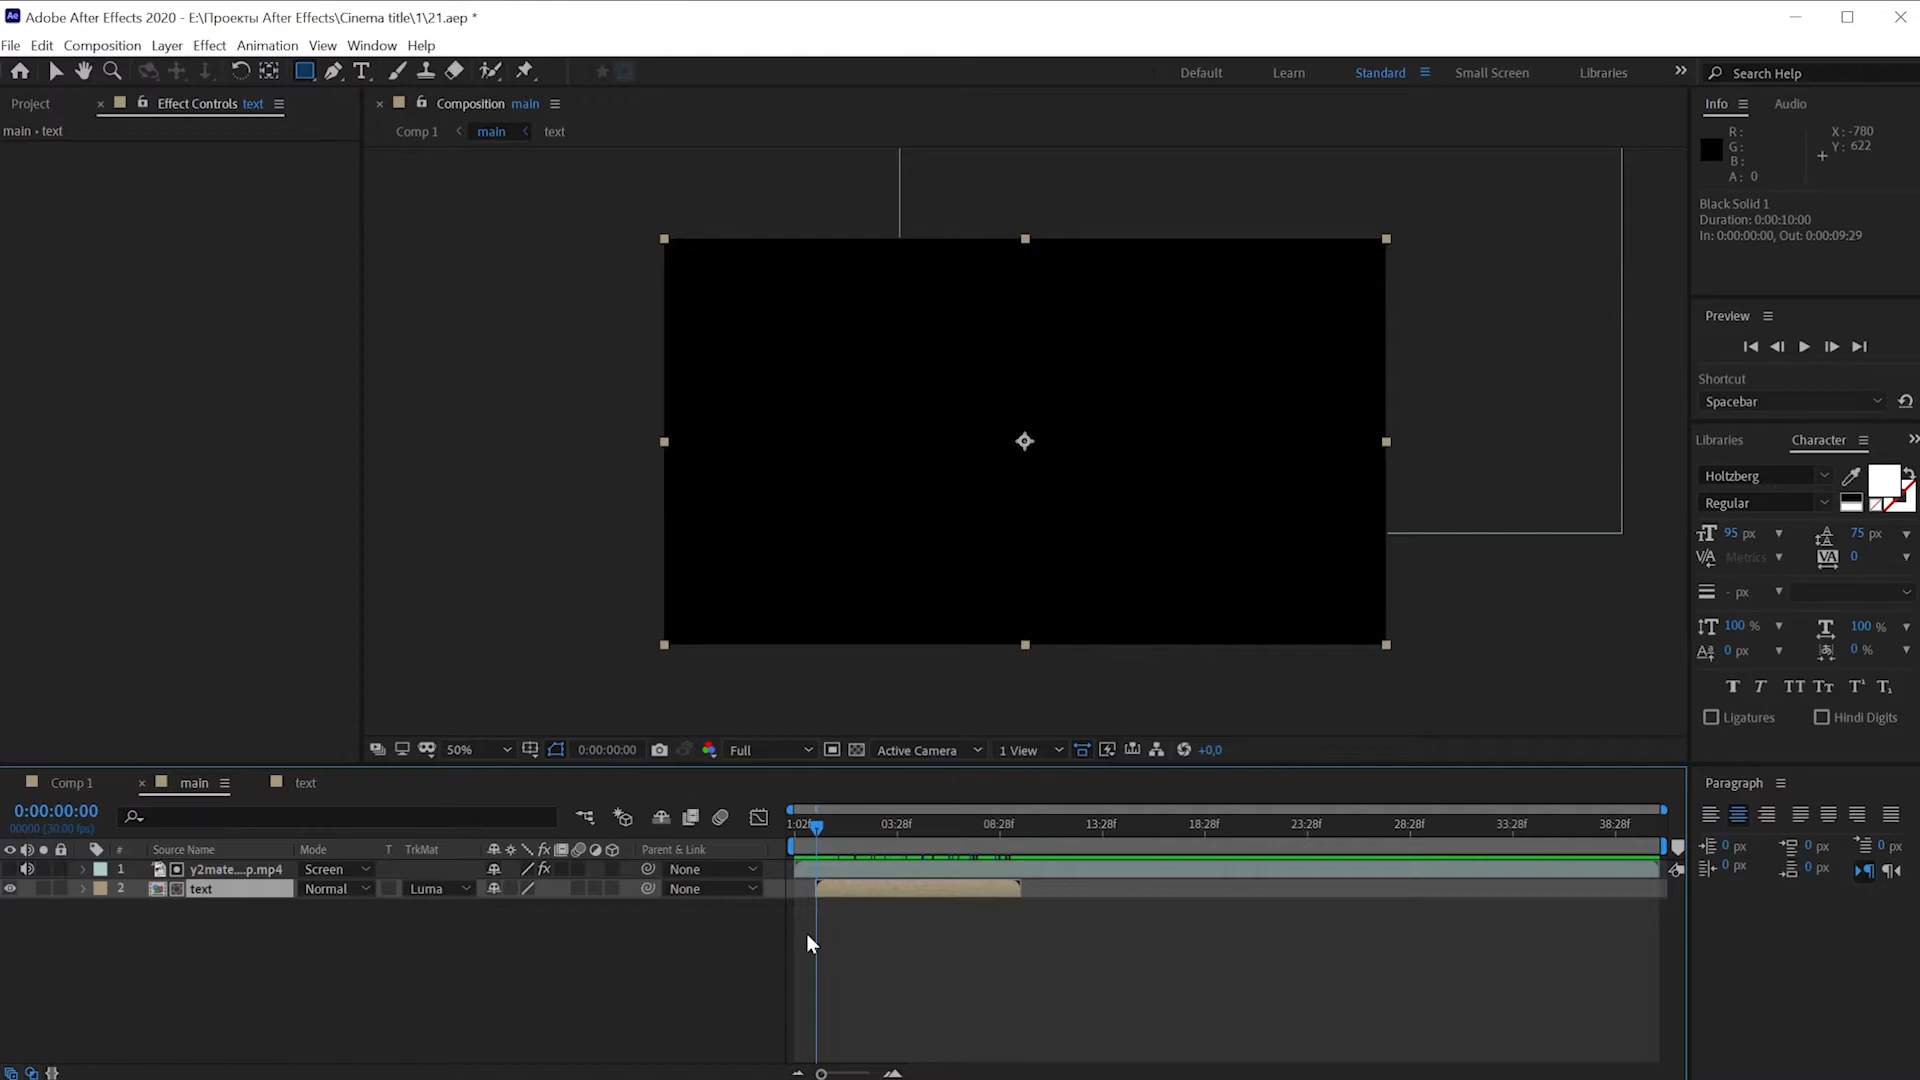 Adobe After Effects 2020 - E:\Проекты After Effects\Cinema title\1\21.aep *
File Edit Composition Layer Effect Animation View Window Help
Default Learn Standard Small Screen Libraries Search Help
Project Effect Controls text
main • text
Composition main
Comp 1 main text
Info Audio
R:
G:
B:
A: 0
X: -780
Y: 622
Black Solid 1
Duration: 0:00:10:00
In: 0:00:00:00, Out: 0:00:09:29
Preview
Shortcut
Spacebar
Libraries Character
Holtzberg
Regular
95 px 75 px
Metrics 0
- px
100 % 100 %
0 px 0 %
Ligatures Hindi Digits
50% 0:00:00:00 Full Active Camera 1 View +0,0
Comp 1 main text
0:00:00:00
00000 (30.00 fps)
1:02f 03:28f 08:28f 13:28f 18:28f 23:28f 28:28f 33:28f 38:28f
# Source Name Mode T TrkMat fx Parent & Link
1 y2mate....p.mp4 Screen fx None
2 text Normal Luma None
Paragraph
0 px 0 px 0 px
0 px 0 px